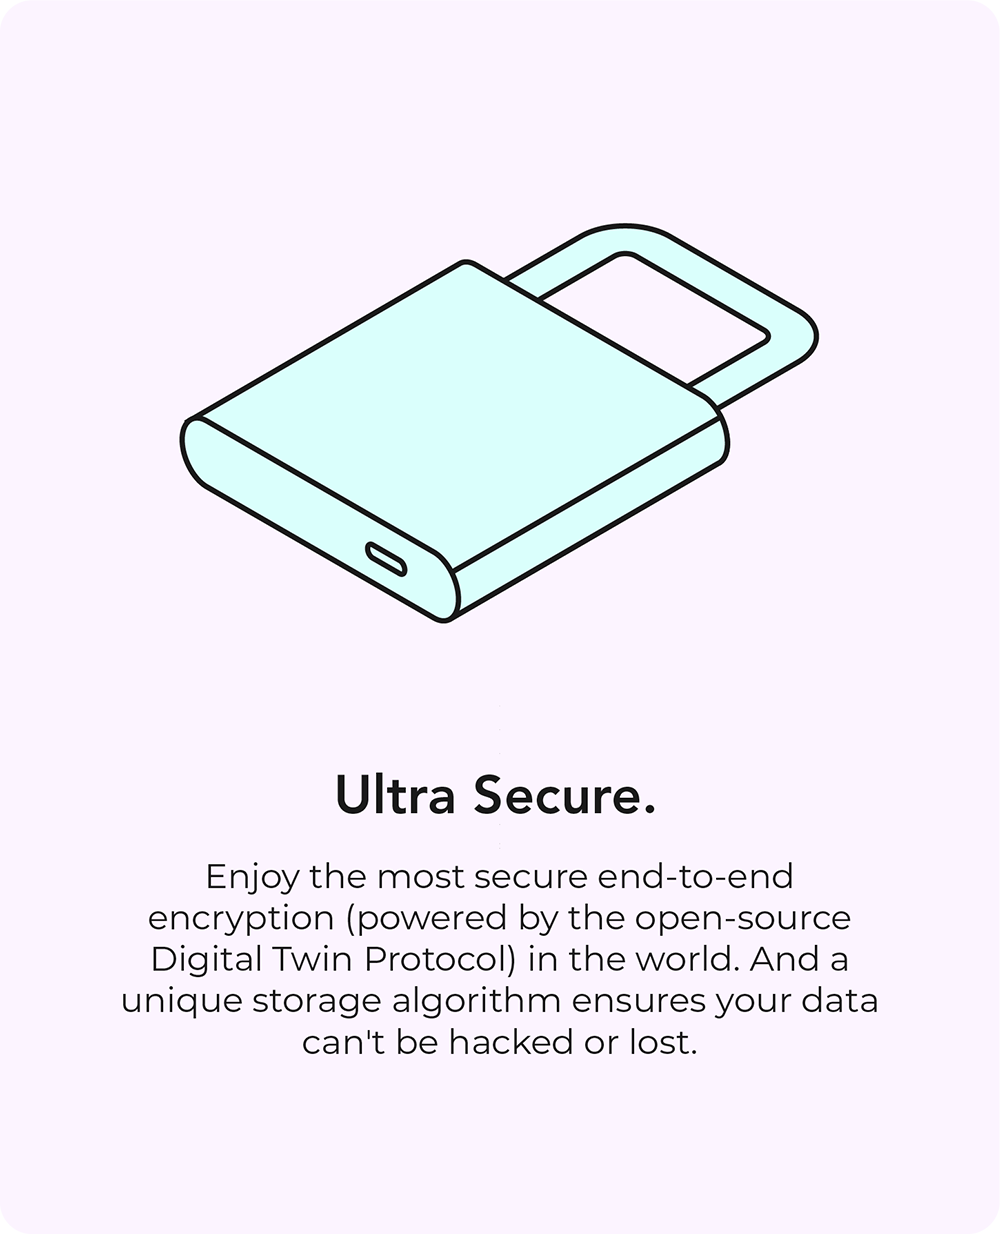 Ultra Secure.
Enjoy the most secure end-to-end
encryption (powered by the open-source
Digital Twin Protocol) in the world. And a
unique storage algorithm ensures your data
can't be hacked or lost.